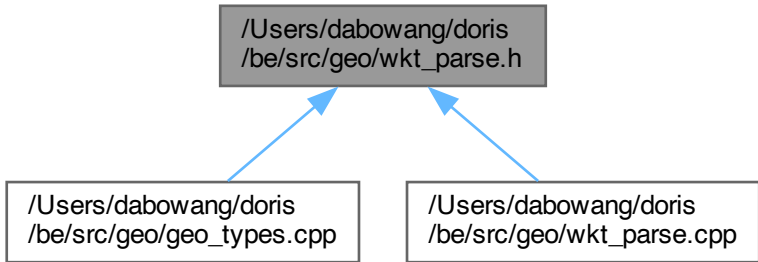 /Users/dabowang/doris
/be/src/geo/wkt_parse.h
/Users/dabowang/doris
/be/src/geo/geo_types.cpp
/Users/dabowang/doris
/be/src/geo/wkt_parse.cpp